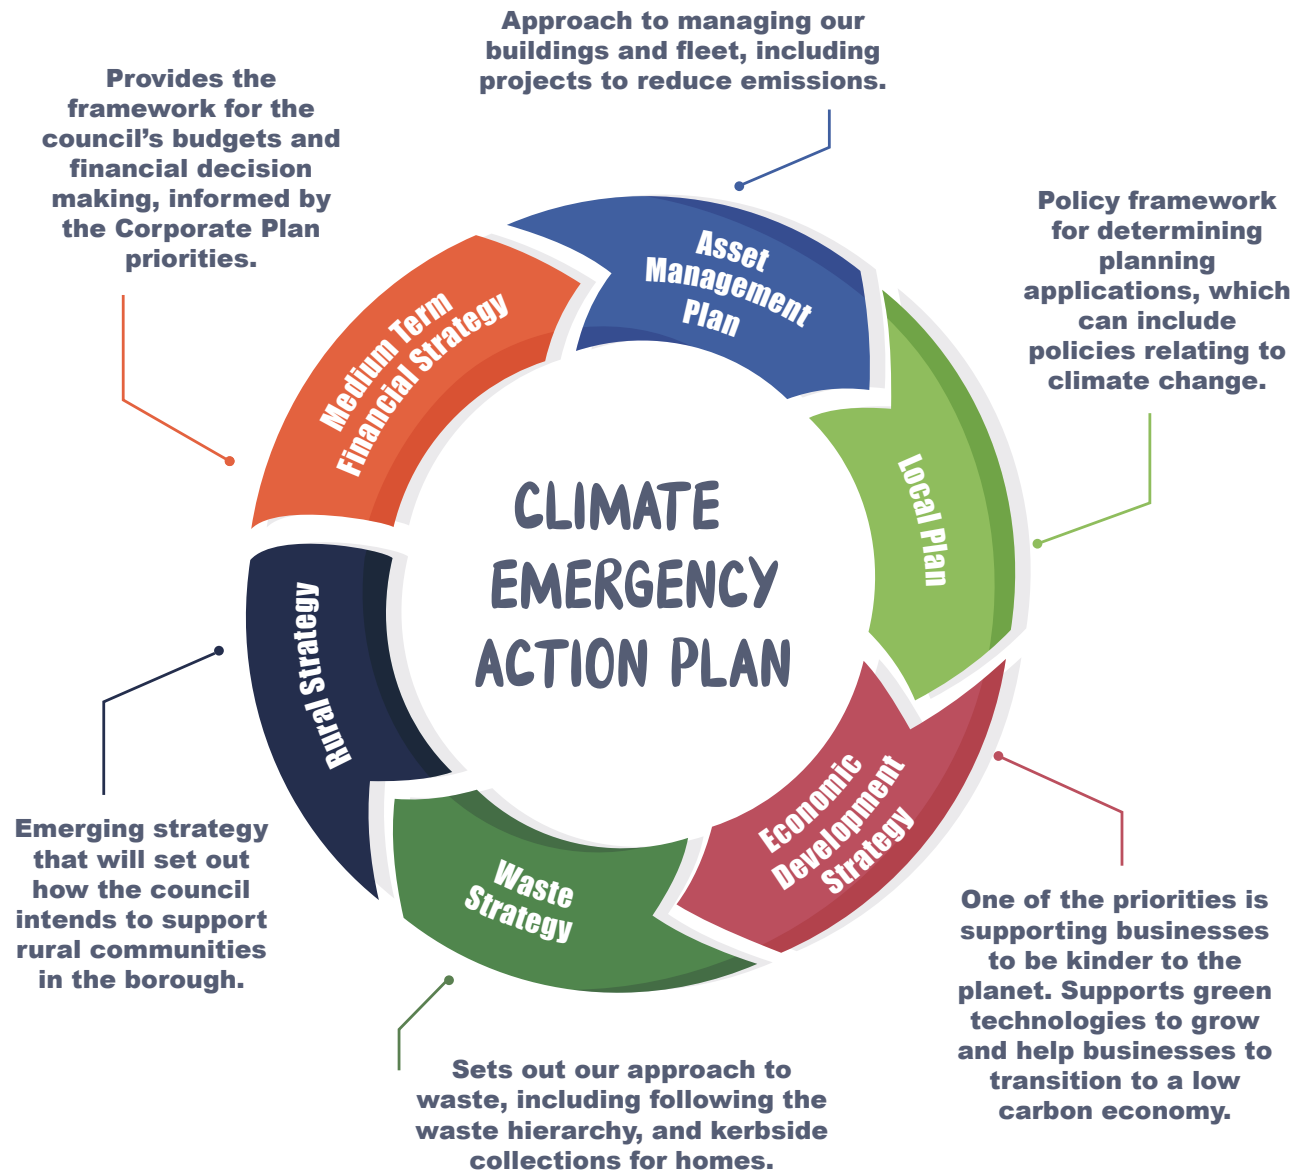 Approach to managing our
buildings and fleet, including
projects to reduce emissions.
Provides the
framework for the
council’s budgets and
financial decision
making, informed by
the Corporate Plan
priorities.
Policy framework
for determining
planning
applications, which
can include
policies relating to
climate change.
Asset
Management
Plan
Medium Term
Financial Strategy
Local Plan
CLIMATE
EMERGENCY
ACTION PLAN
Rural Strategy
Economic
Development
Strategy
Waste
Strategy
Emerging strategy
that will set out
how the council
intends to support
rural communities
in the borough.
One of the priorities is
supporting businesses
to be kinder to the
planet. Supports green
technologies to grow
and help businesses to
transition to a low
carbon economy.
Sets out our approach to
waste, including following the
waste hierarchy, and kerbside
collections for homes.